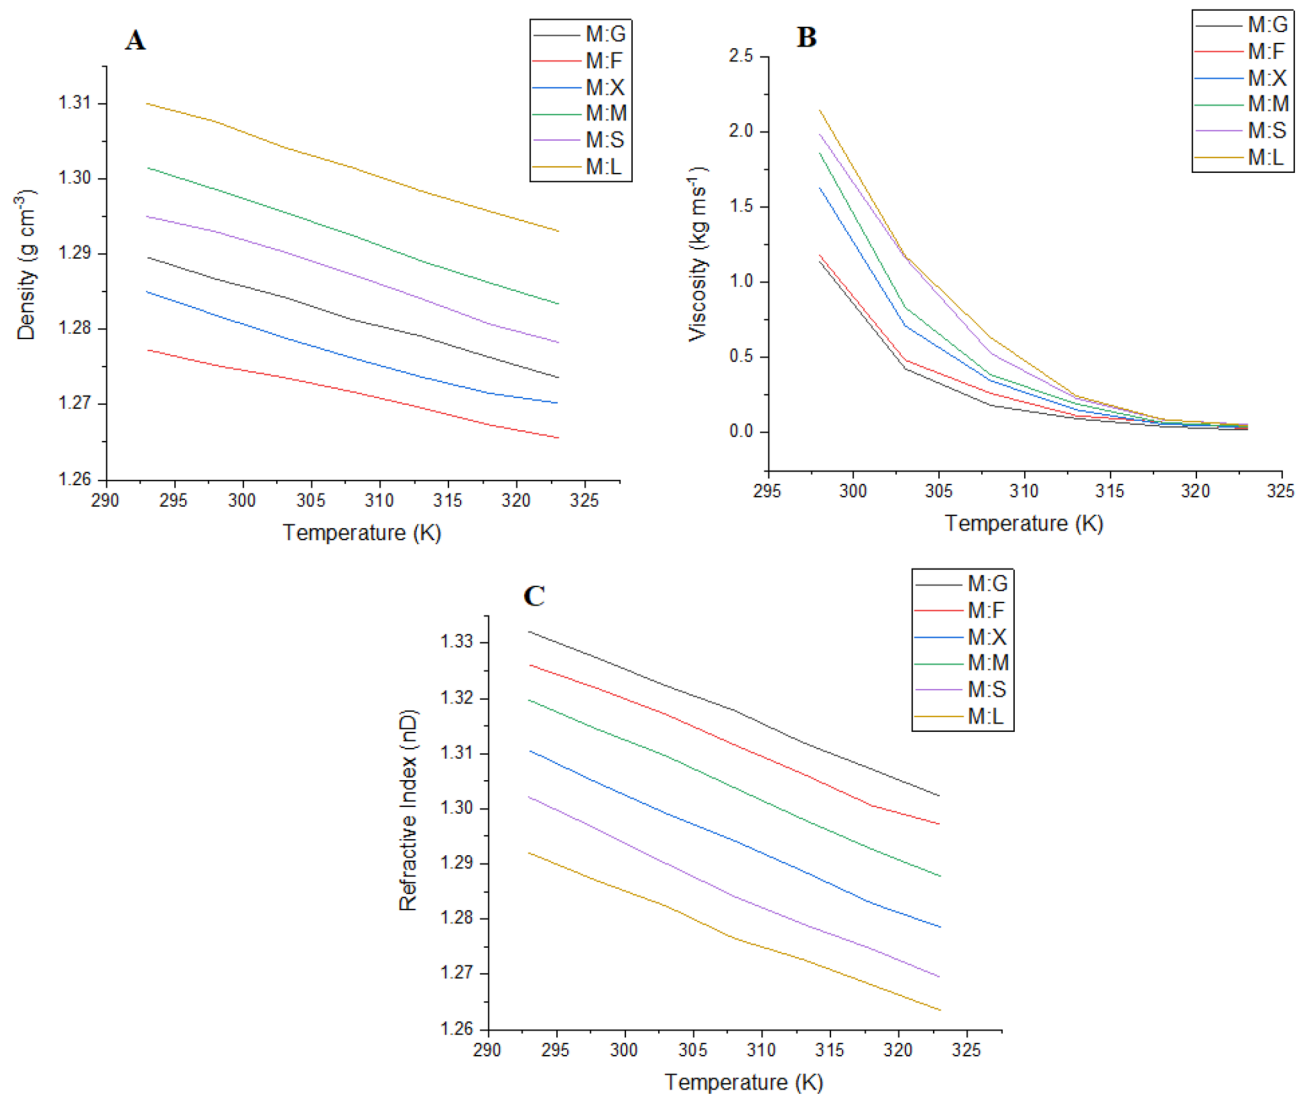 A
M:G
M:F
M:X
M:M
M:S
M:L
1.31
1.30
1.29
1.28
1.27
1.26
Density (g cm-3)
290 295 300 305 310 315 320 325
Temperature (K)
B
M:G
M:F
M:X
M:M
M:S
M:L
2.5
2.0
1.5
1.0
0.5
0.0
Viscosity (kg ms-1)
295 300 305 310 315 320 325
Temperature (K)
C
M:G
M:F
M:X
M:M
M:S
M:L
1.33
1.32
1.31
1.30
1.29
1.28
1.27
1.26
Refractive Index (nD)
290 295 300 305 310 315 320 325
Temperature (K)